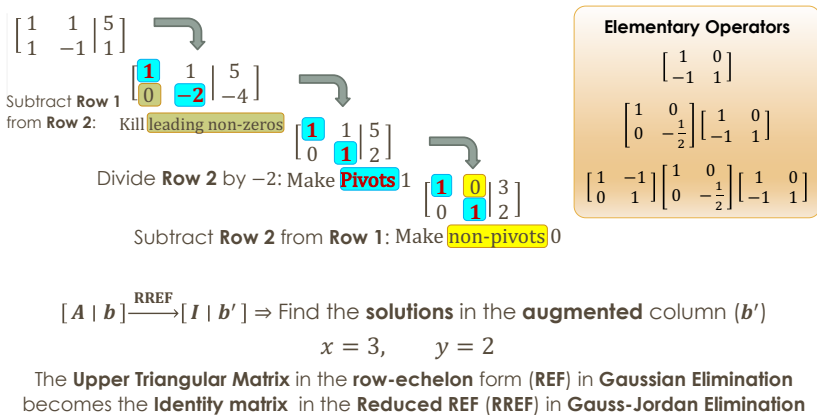 [1 1 | 5
1 −1 | 1]
[1 1 | 5
0 −2 | −4]
Subtract Row 1
from Row 2: Kill leading non-zeros
[1 1 | 5
0 1 | 2]
Divide Row 2 by −2: Make Pivots 1
[1 0 | 3
0 1 | 2]
Subtract Row 2 from Row 1: Make non-pivots 0
Elementary Operators
[1 0
−1 1]
[1 0 ] [1 0
0 −1/2] [−1 1]
[1 −1] [1 0 ] [1 0
0 1] [0 −1/2] [−1 1]
[A | b] RREF→ [I | b′] ⇒ Find the solutions in the augmented column (b′)
x = 3, y = 2
The Upper Triangular Matrix in the row-echelon form (REF) in Gaussian Elimination
becomes the Identity matrix in the Reduced REF (RREF) in Gauss-Jordan Elimination